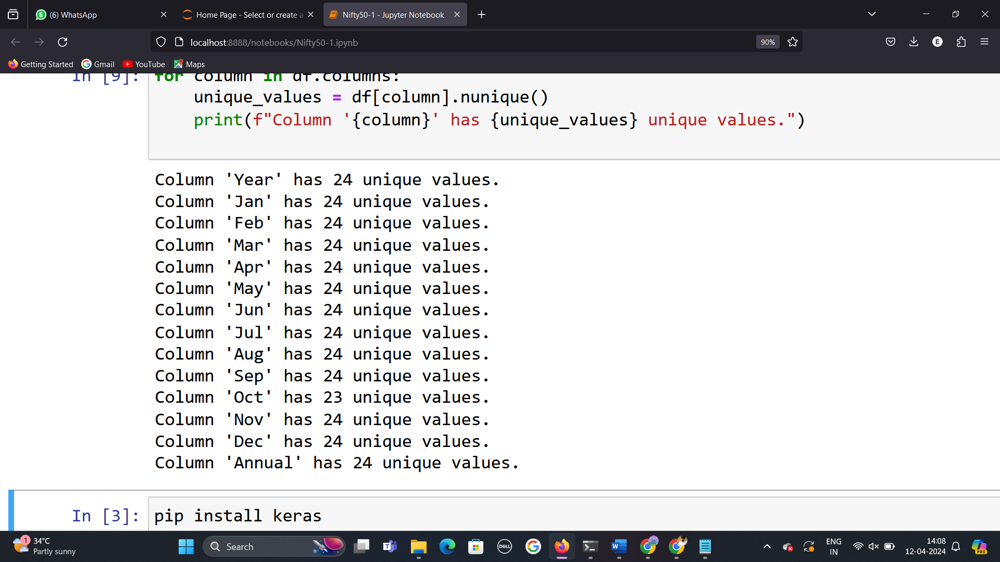 (6) WhatsApp
Home Page - Select or create a
Nifty50-1 - Jupyter Notebook
localhost:8888/notebooks/Nifty50-1.ipynb
90%
E
Getting Started
Gmail
YouTube
Maps
In [9]: for column in df.columns:
unique_values = df[column].nunique()
print(f"Column '{column}' has {unique_values} unique values.")
Column 'Year' has 24 unique values.
Column 'Jan' has 24 unique values.
Column 'Feb' has 24 unique values.
Column 'Mar' has 24 unique values.
Column 'Apr' has 24 unique values.
Column 'May' has 24 unique values.
Column 'Jun' has 24 unique values.
Column 'Jul' has 24 unique values.
Column 'Aug' has 24 unique values.
Column 'Sep' has 24 unique values.
Column 'Oct' has 23 unique values.
Column 'Nov' has 24 unique values.
Column 'Dec' has 24 unique values.
Column 'Annual' has 24 unique values.
In [3]: pip install keras
1
34°C
Partly sunny
Search
DELL
ENG
IN
14:08
12-04-2024
PRE